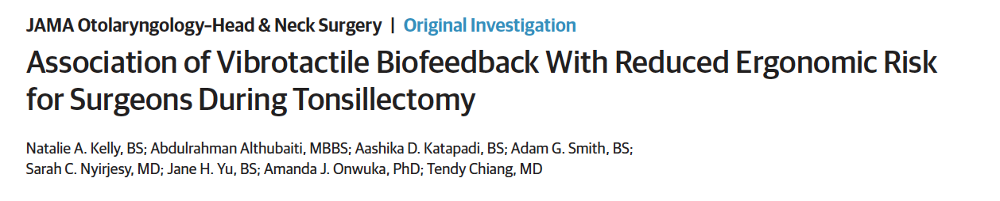 JAMA Otolaryngology–Head & Neck Surgery | Original Investigation
Association of Vibrotactile Biofeedback With Reduced Ergonomic Risk
for Surgeons During Tonsillectomy
Natalie A. Kelly, BS; Abdulrahman Althubaiti, MBBS; Aashika D. Katapadi, BS; Adam G. Smith, BS;
Sarah C. Nyirjesy, MD; Jane H. Yu, BS; Amanda J. Onwuka, PhD; Tendy Chiang, MD